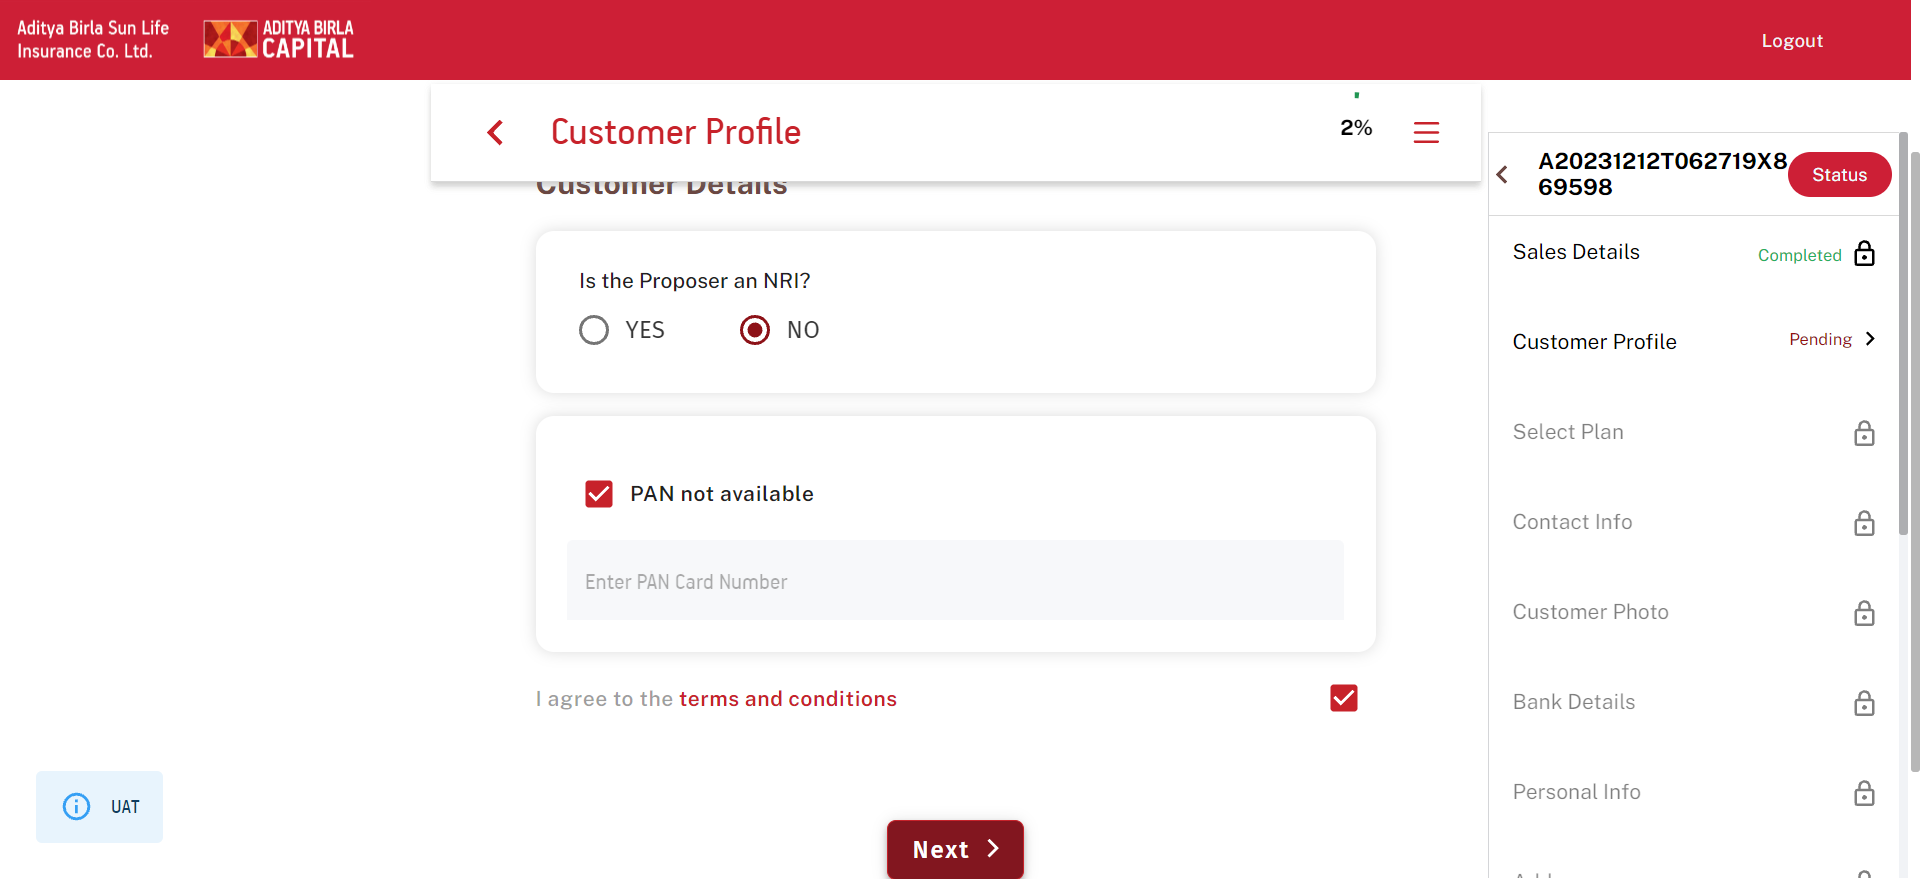 Aditya Birla Sun Life
Insurance Co. Ltd.
ADITYA BIRLA
CAPITAL
Logout
Customer Profile
2%
Customer Details
Is the Proposer an NRI?
YES
NO
PAN not available
Enter PAN Card Number
I agree to the terms and conditions
UAT
Next
A20231212T062719X8
69598
Status
Sales Details
Completed
Customer Profile
Pending
Select Plan
Contact Info
Customer Photo
Bank Details
Personal Info